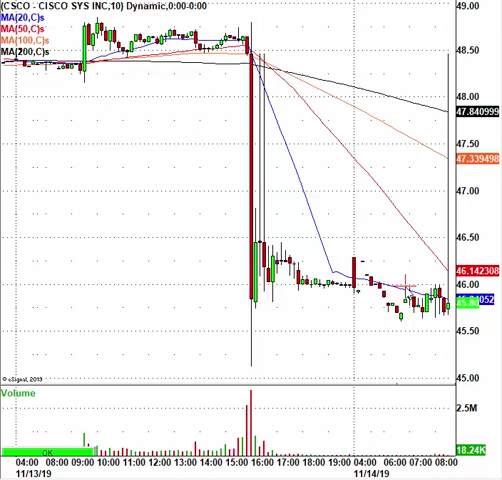 (CSCO - CISCO SYS INC,10) Dynamic,0:00-0:00
MA(20,C)s
MA(50,C)s
MA(100,C)s
MA(200,C)s
49.00
48.50
48.00
47.840999
47.339498
47.00
46.50
46.142308
46.00
45.50
45.00
© eSignal, 2019
Volume
2.5M
18.24K
OK
04:00 08:00 09:00 10:00 11:00 12:00 13:00 14:00 15:00 16:00 07:00 18:00 19:00 04:00 06:00 07:00 08:00
11/13/19 11/14/19